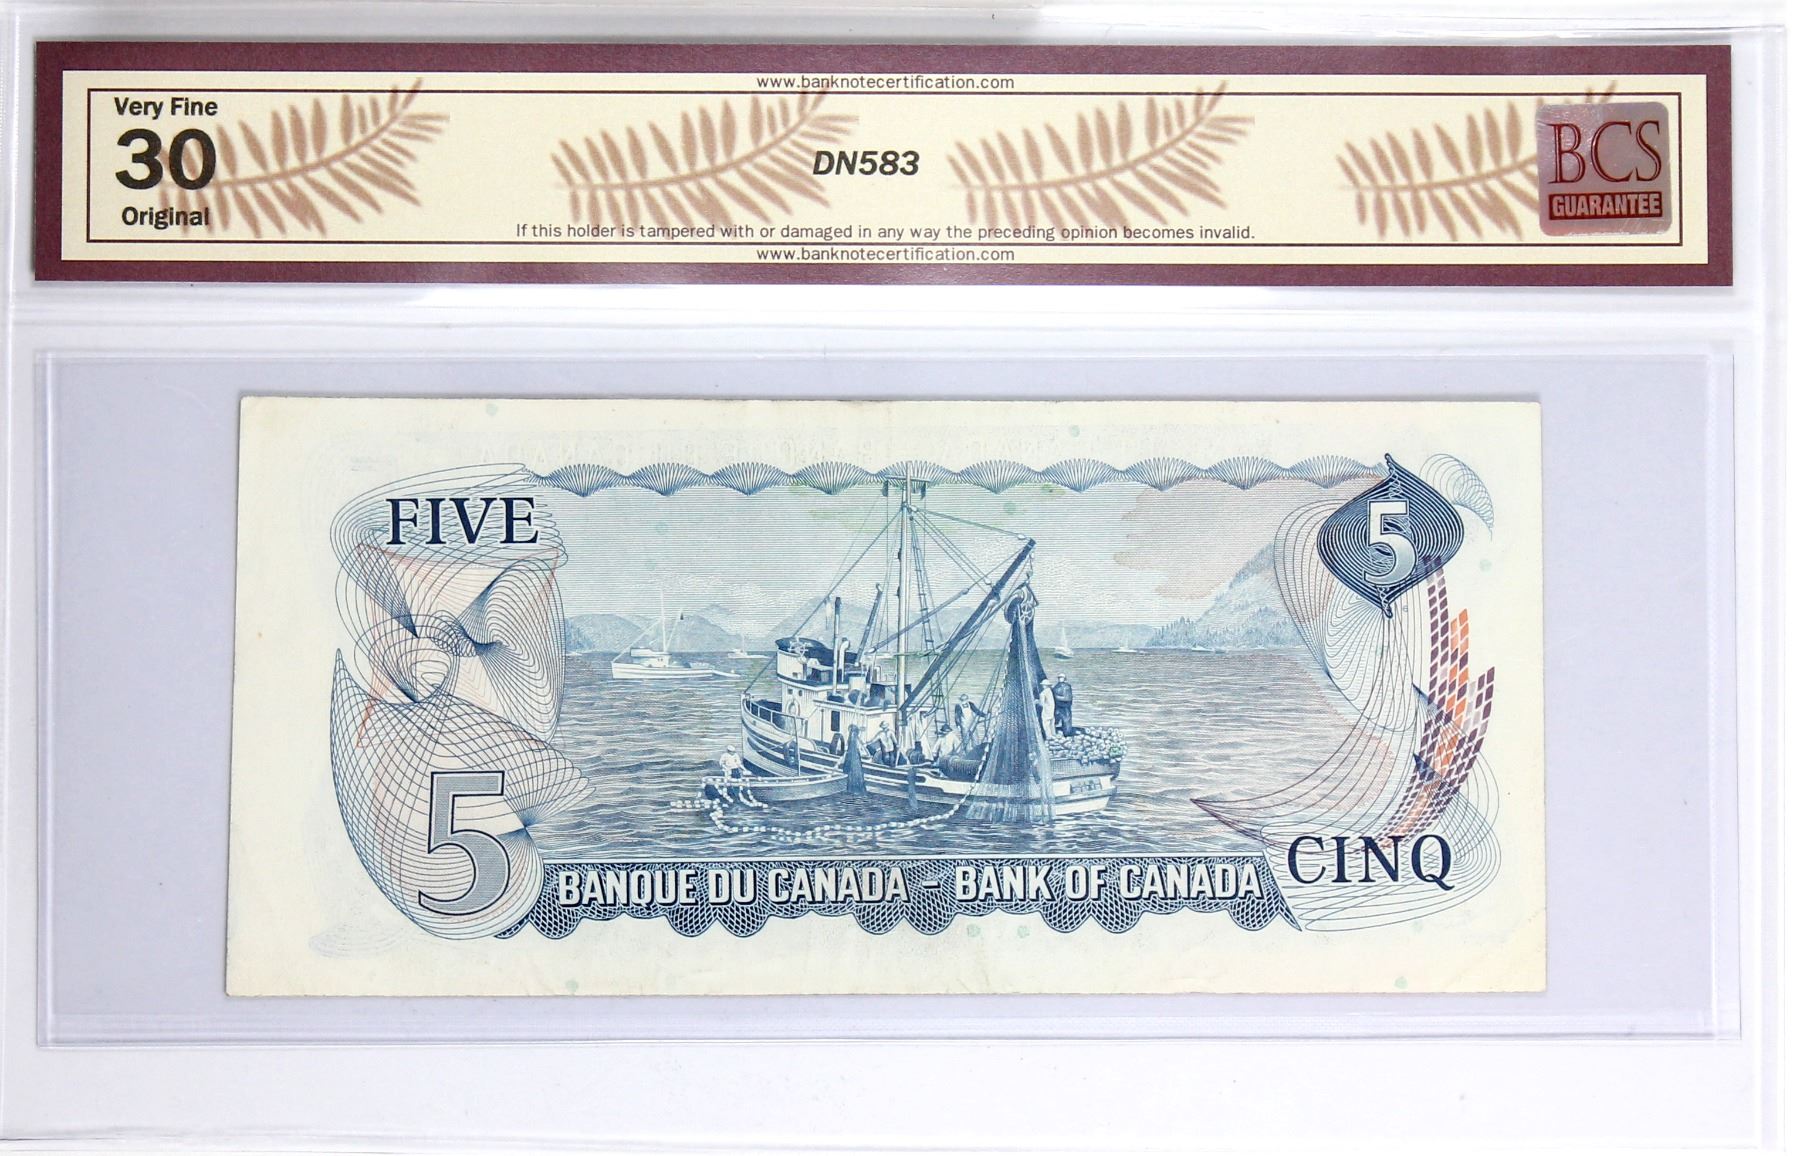 www.banknotecertification.com
Very Fine
30
Original
DN583
BCS
GUARANTEE
If this holder is tampered with or damaged in any way the preceding opinion becomes invalid.
www.banknotecertification.com
FIVE
5
5
BANQUE DU CANADA – BANK OF CANADA
CINQ